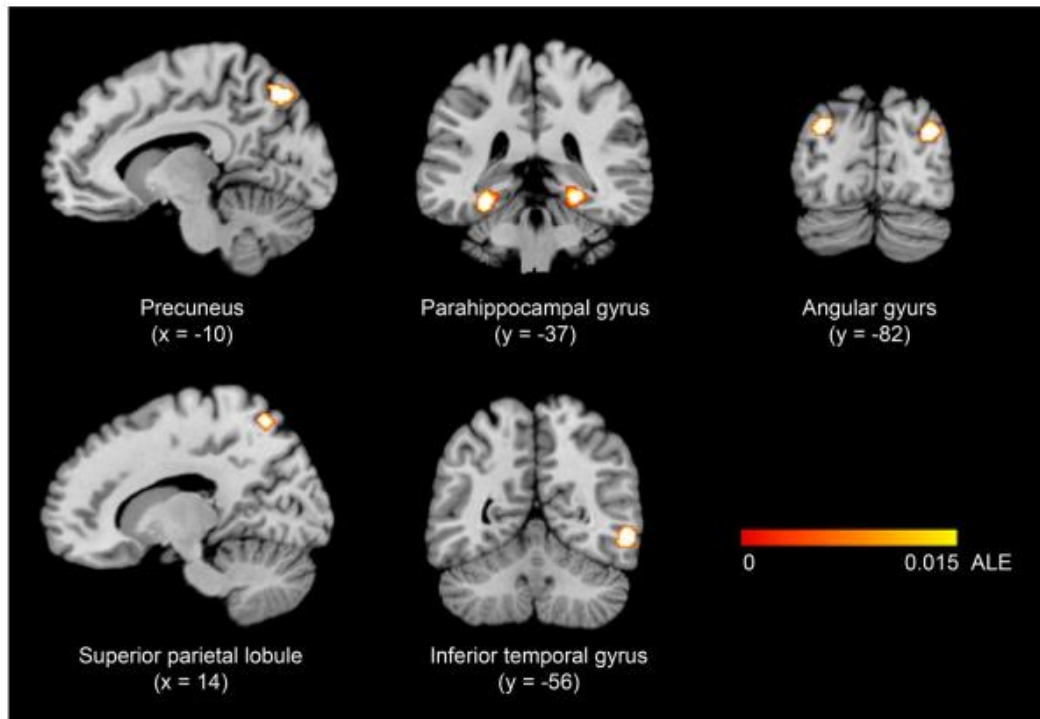 Precuneus
(x = -10)
Parahippocampal gyrus
(y = -37)
Angular gyurs
(y = -82)
Superior parietal lobule
(x = 14)
Inferior temporal gyrus
(y = -56)
0 0.015 ALE